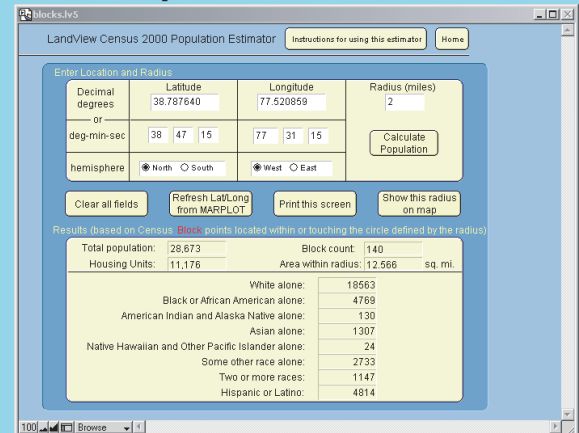 blocks.lv5
LandView Census 2000 Population Estimator
Instructions for using this estimator
Home
Enter Location and Radius
Decimal degrees
or
deg-min-sec
hemisphere
Latitude
38.787640
38 47 15
North South
Longitude
77.520859
77 31 15
West East
Radius (miles)
2
Calculate
Population
Clear all fields
Refresh Lat/Long
from MARPLOT
Print this screen
Show this radius
on map
Results (based on Census Block points located within or touching the circle defined by the radius)
Total population: 28,673 Block count: 140
Housing Units: 11,176 Area within radius: 12.566 sq. mi.
White alone: 18563
Black or African American alone: 4769
American Indian and Alaska Native alone: 130
Asian alone: 1307
Native Hawaiian and Other Pacific Islander alone: 24
Some other race alone: 2733
Two or more races: 1147
Hispanic or Latino: 4814
100 Browse